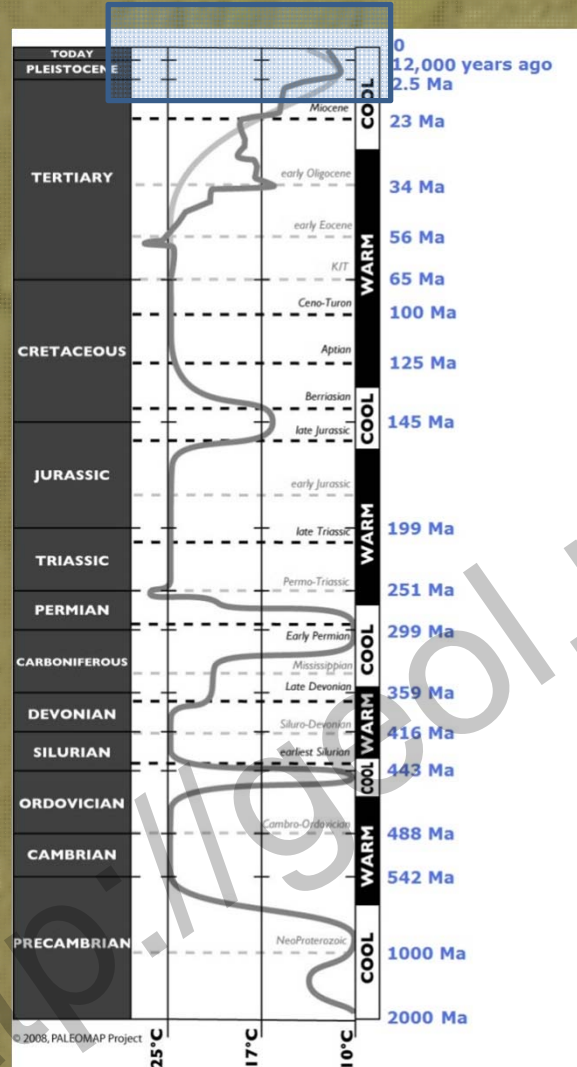 TODAY
PLEISTOCENE
TERTIARY
CRETACEOUS
JURASSIC
TRIASSIC
PERMIAN
CARBONIFEROUS
DEVONIAN
SILURIAN
ORDOVICIAN
CAMBRIAN
PRECAMBRIAN
Miocene
early Oligocene
early Eocene
K/T
Ceno-Turon
Aptian
Berriasian
late Jurassic
early Jurassic
late Triassic
Permo-Triassic
Early Permian
Mississippian
Late Devonian
Siluro-Devonian
earliest Silurian
Cambro-Ordovician
NeoProterozoic
COOL
WARM
COOL
WARM
COOL
WARM
COOL
WARM
COOL
0
12,000 years ago
2.5 Ma
23 Ma
34 Ma
56 Ma
65 Ma
100 Ma
125 Ma
145 Ma
199 Ma
251 Ma
299 Ma
359 Ma
416 Ma
443 Ma
488 Ma
542 Ma
1000 Ma
2000 Ma
© 2008, PALEOMAP Project
25°C
17°C
10°C